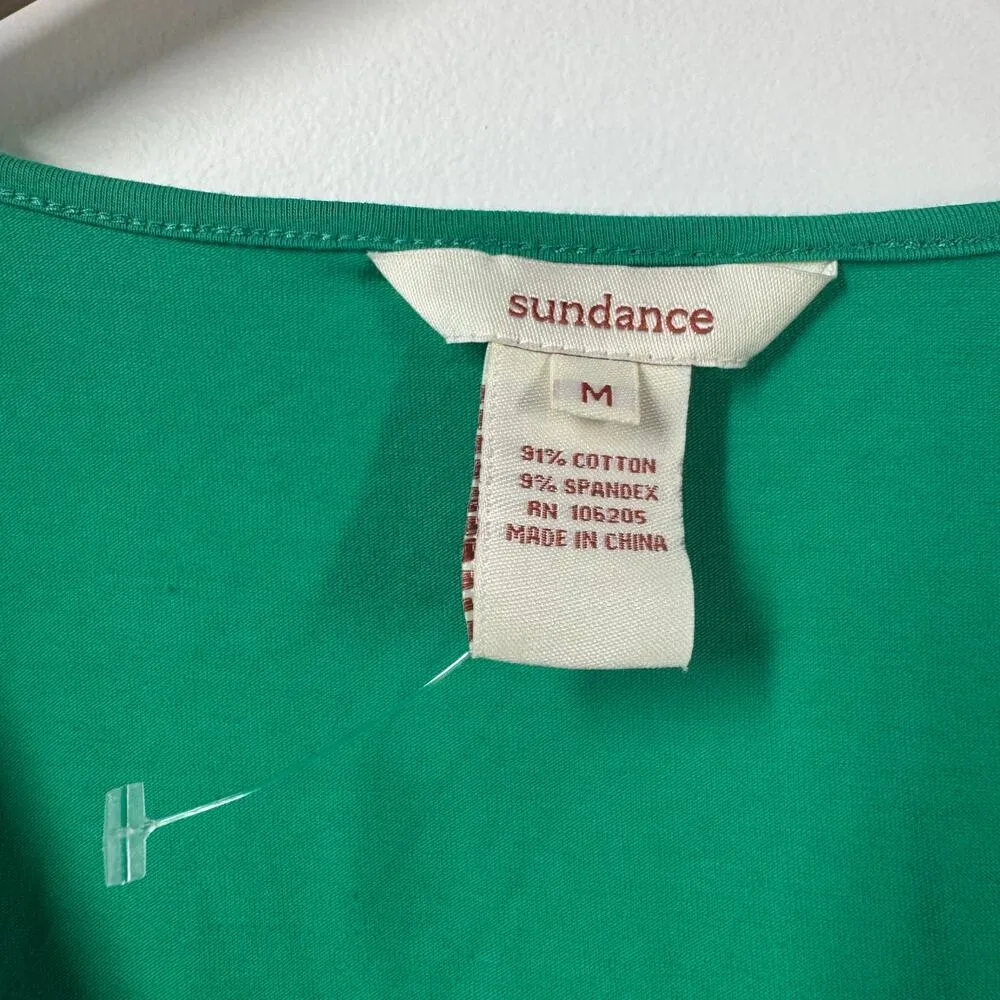 sundance
M
91% COTTON
9% SPANDEX
RN 106205
MADE IN CHINA